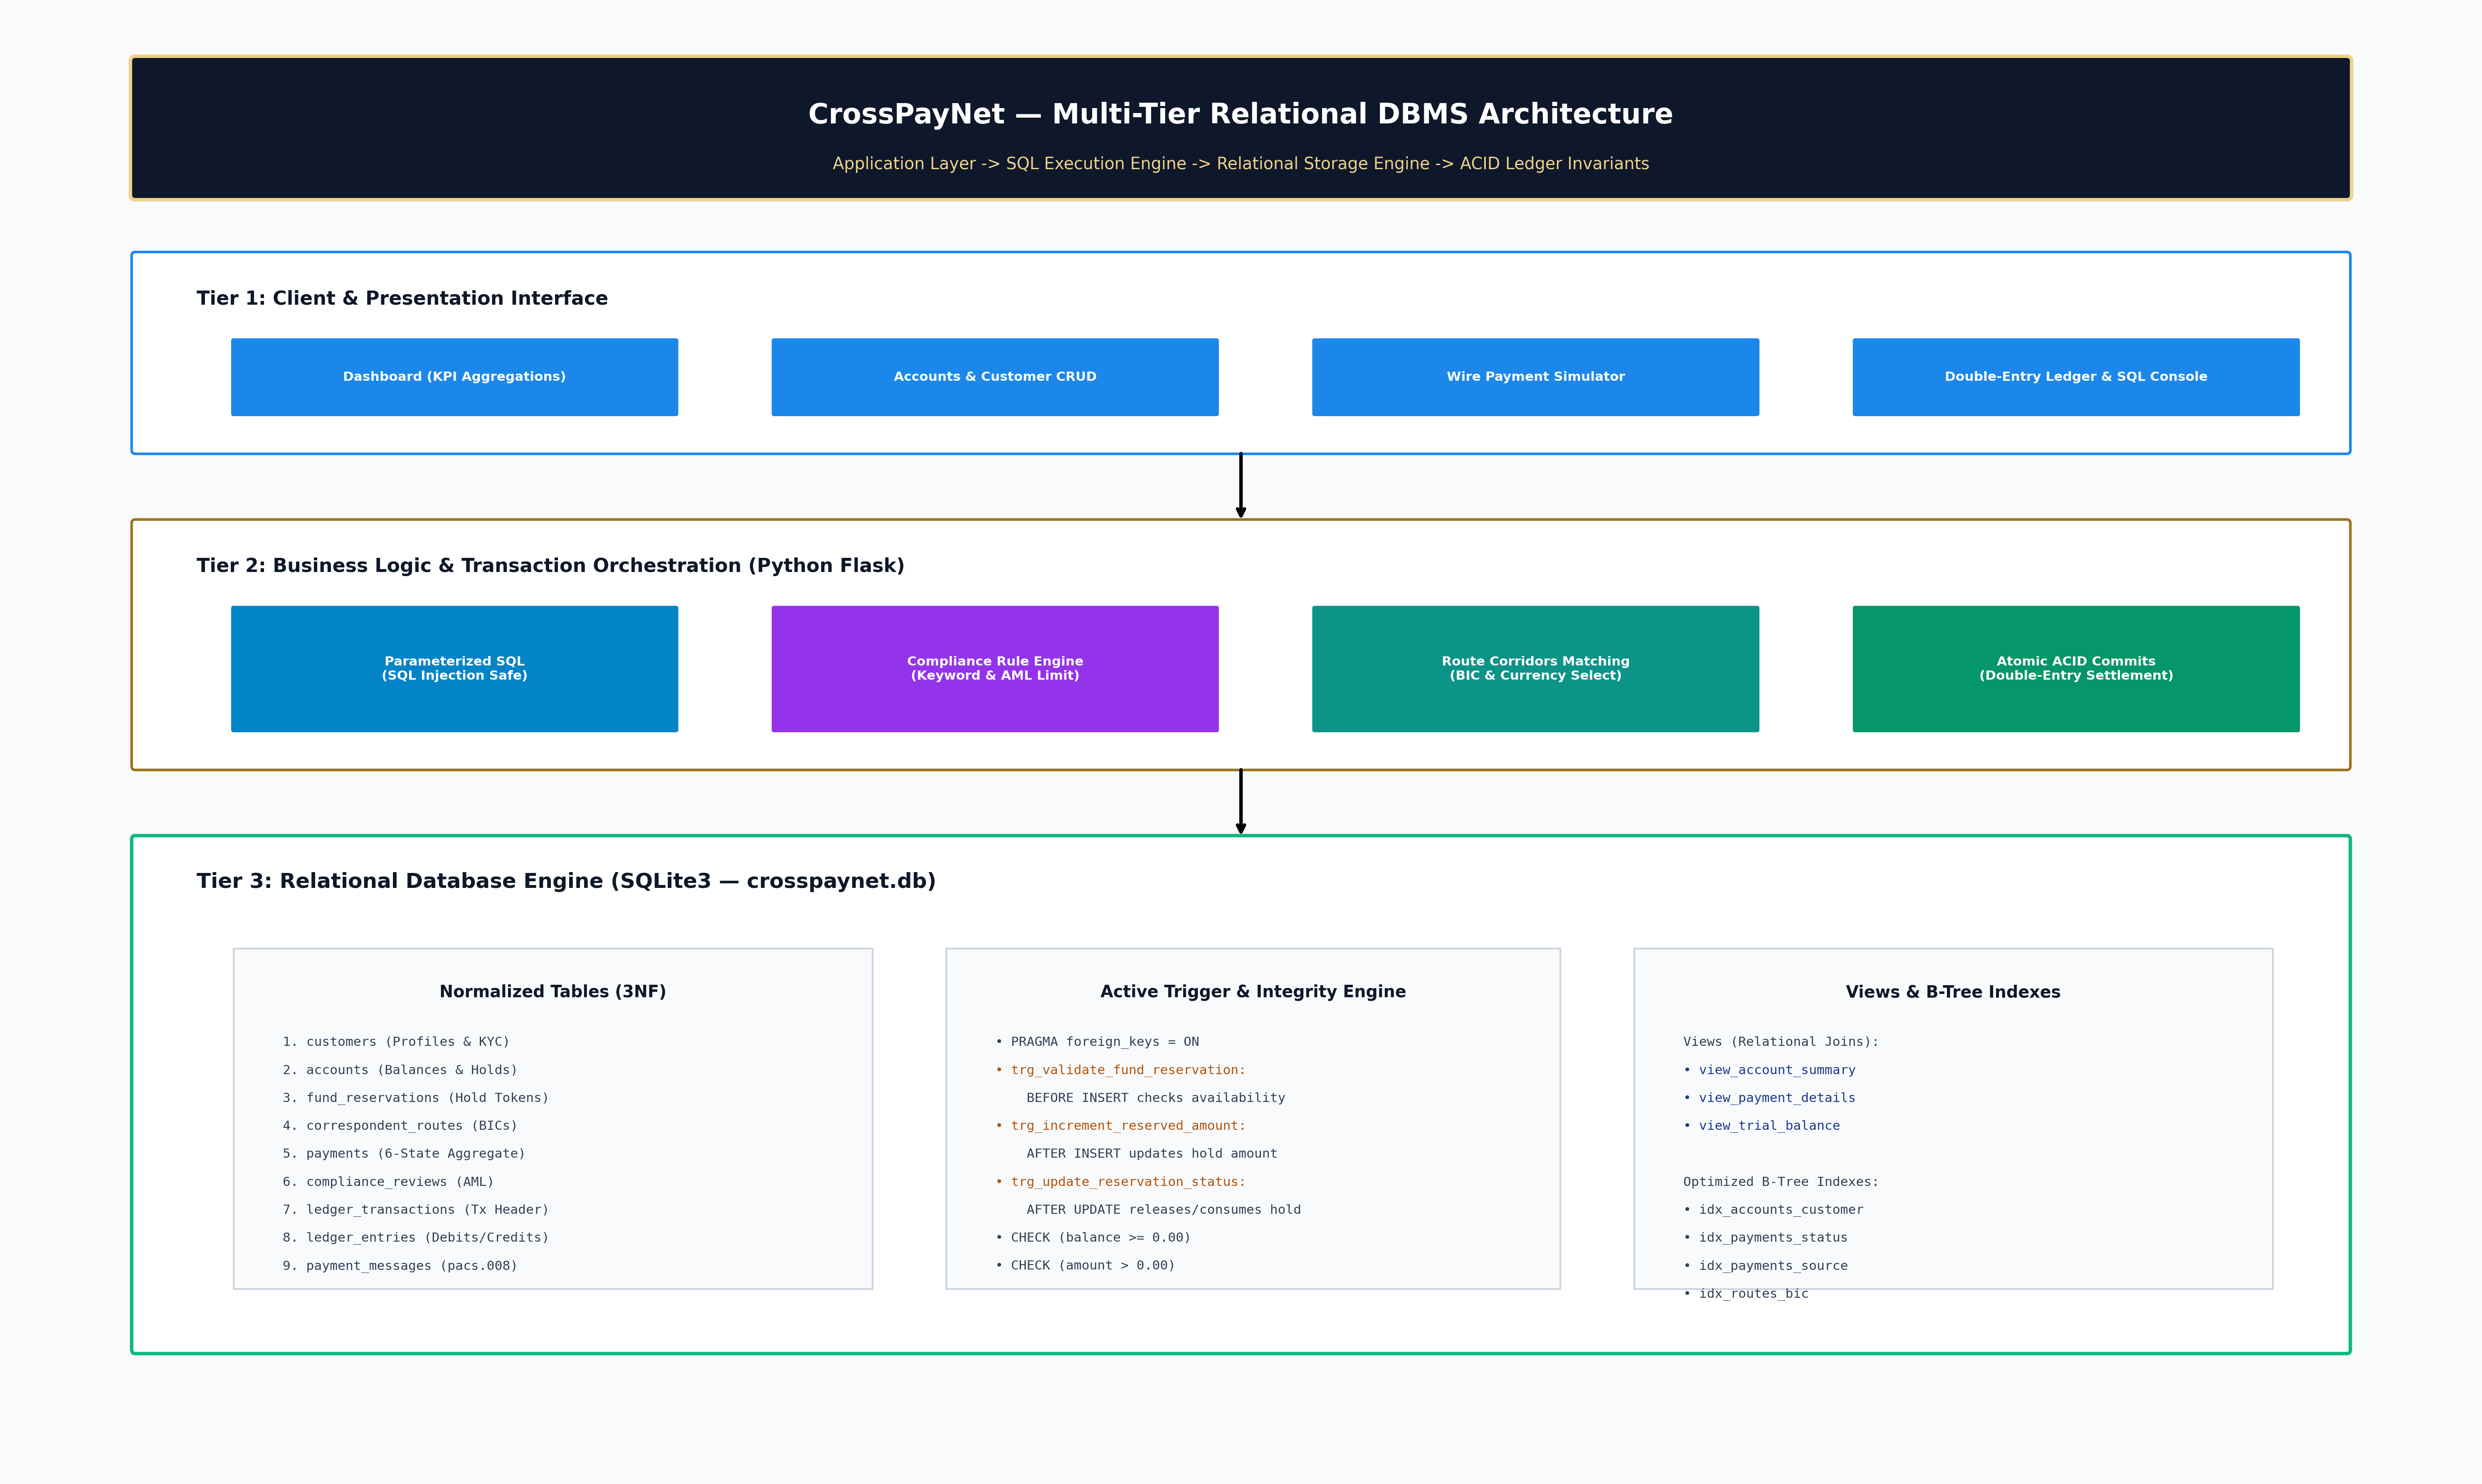 CrossPayNet — Multi-Tier Relational DBMS Architecture
Application Layer -> SQL Execution Engine -> Relational Storage Engine -> ACID Ledger Invariants
Tier 1: Client & Presentation Interface
Dashboard (KPI Aggregations)
Accounts & Customer CRUD
Wire Payment Simulator
Double-Entry Ledger & SQL Console
Tier 2: Business Logic & Transaction Orchestration (Python Flask)
Parameterized SQL
(SQL Injection Safe)
Compliance Rule Engine
(Keyword & AML Limit)
Route Corridors Matching
(BIC & Currency Select)
Atomic ACID Commits
(Double-Entry Settlement)
Tier 3: Relational Database Engine (SQLite3 — crosspaynet.db)
Normalized Tables (3NF)
1. customers (Profiles & KYC)
2. accounts (Balances & Holds)
3. fund_reservations (Hold Tokens)
4. correspondent_routes (BICs)
5. payments (6-State Aggregate)
6. compliance_reviews (AML)
7. ledger_transactions (Tx Header)
8. ledger_entries (Debits/Credits)
9. payment_messages (pacs.008)
Active Trigger & Integrity Engine
• PRAGMA foreign_keys = ON
• trg_validate_fund_reservation:
BEFORE INSERT checks availability
• trg_increment_reserved_amount:
AFTER INSERT updates hold amount
• trg_update_reservation_status:
AFTER UPDATE releases/consumes hold
• CHECK (balance >= 0.00)
• CHECK (amount > 0.00)
Views & B-Tree Indexes
Views (Relational Joins):
• view_account_summary
• view_payment_details
• view_trial_balance
Optimized B-Tree Indexes:
• idx_accounts_customer
• idx_payments_status
• idx_payments_source
• idx_routes_bic